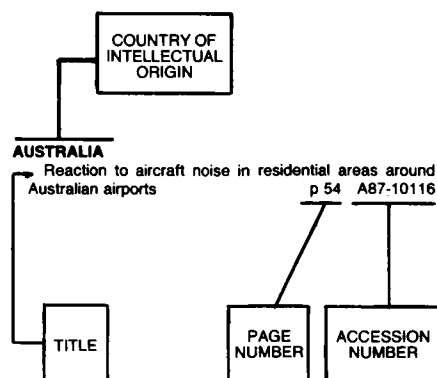 COUNTRY OF
INTELLECTUAL
ORIGIN
AUSTRALIA
Reaction to aircraft noise in residential areas around
Australian airports p 54 A87-10116
TITLE
PAGE
NUMBER
ACCESSION
NUMBER